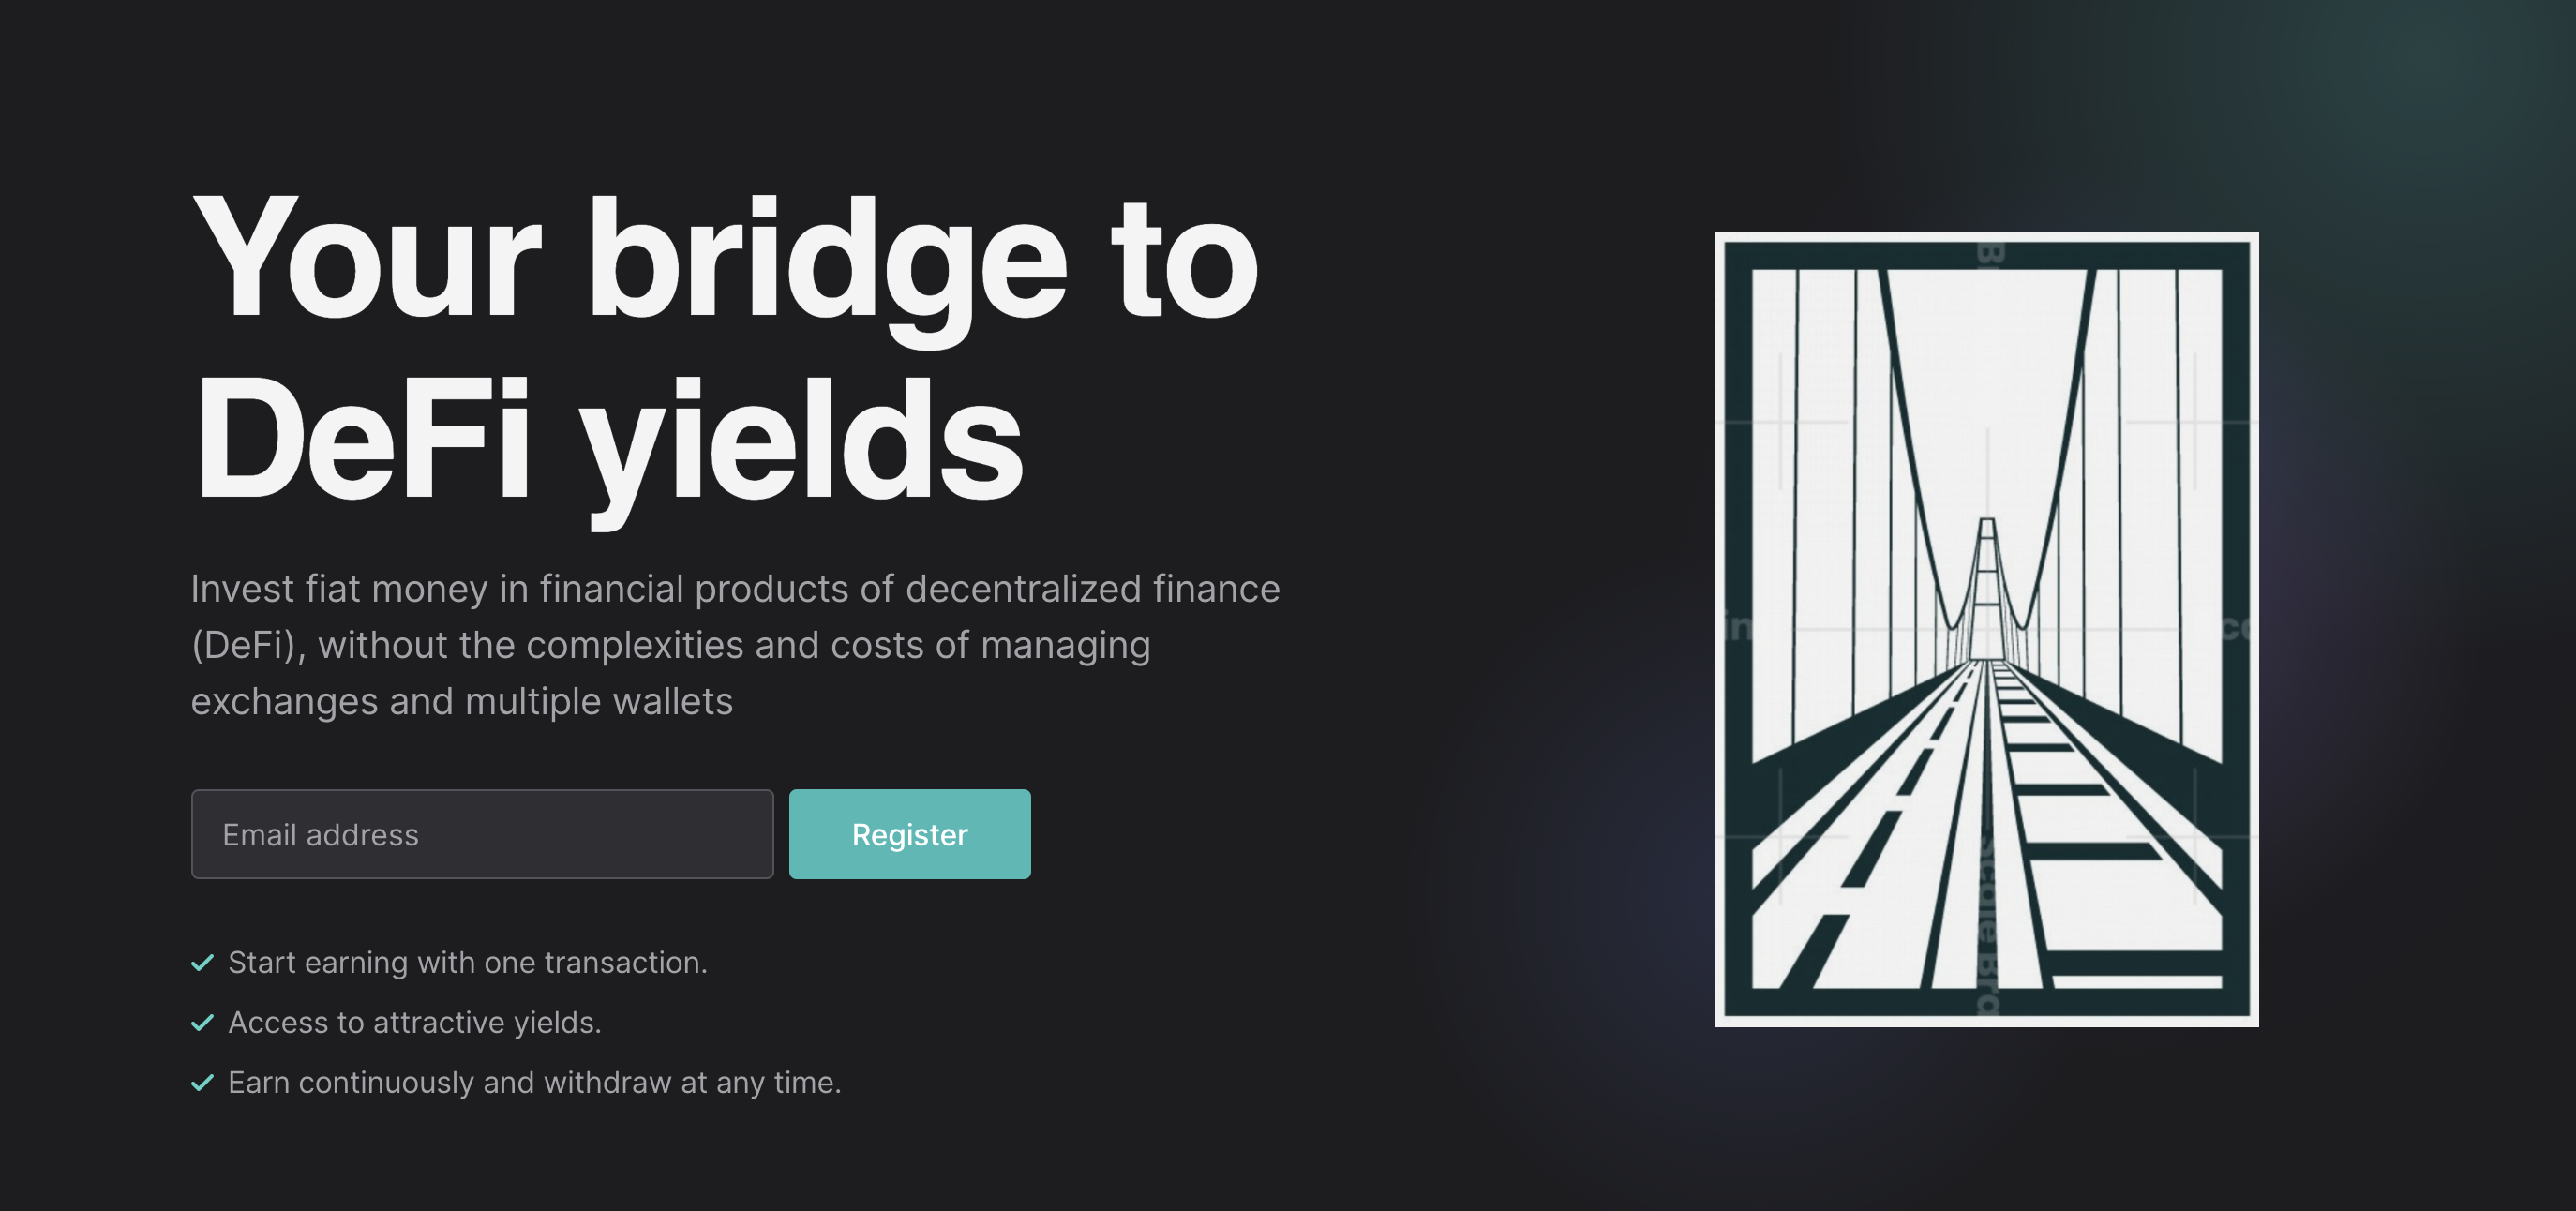 Your bridge to
DeFi yields
Invest fiat money in financial products of decentralized finance
(DeFi), without the complexities and costs of managing
exchanges and multiple wallets
Email address
Register
Start earning with one transaction.
Access to attractive yields.
Earn continuously and withdraw at any time.